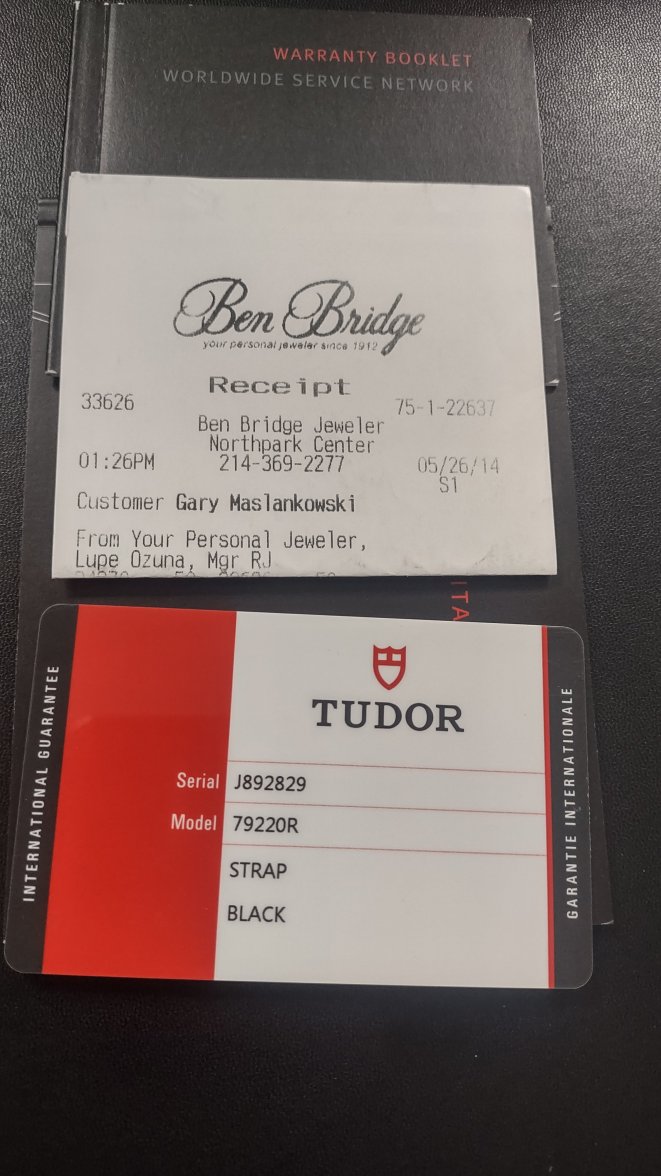 WARRANTY BOOKLET
WORLDWIDE SERVICE NETWORK
Ben Bridge
your personal jeweler since 1912
Receipt
33626 75-1-22637
Ben Bridge Jeweler
Northpark Center
01:26PM 214-369-2277 05/26/14
S1
Customer Gary Maslankowski
From Your Personal Jeweler,
Lupe Ozuna, Mgr RJ
ITA
INTERNATIONAL GUARANTEE
TUDOR
Serial J892829
Model 79220R
STRAP
BLACK
GARANTIE INTERNATIONALE